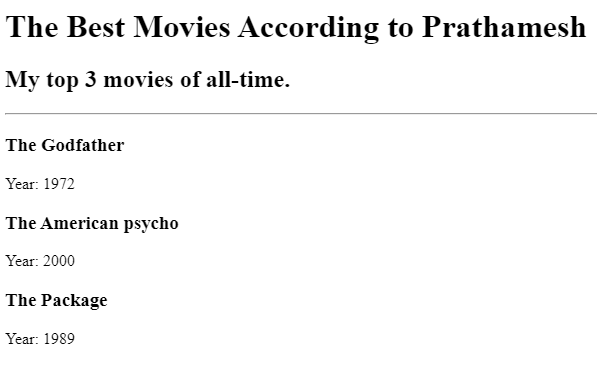 The Best Movies According to Prathamesh
My top 3 movies of all-time.
The Godfather
Year: 1972
The American psycho
Year: 2000
The Package
Year: 1989